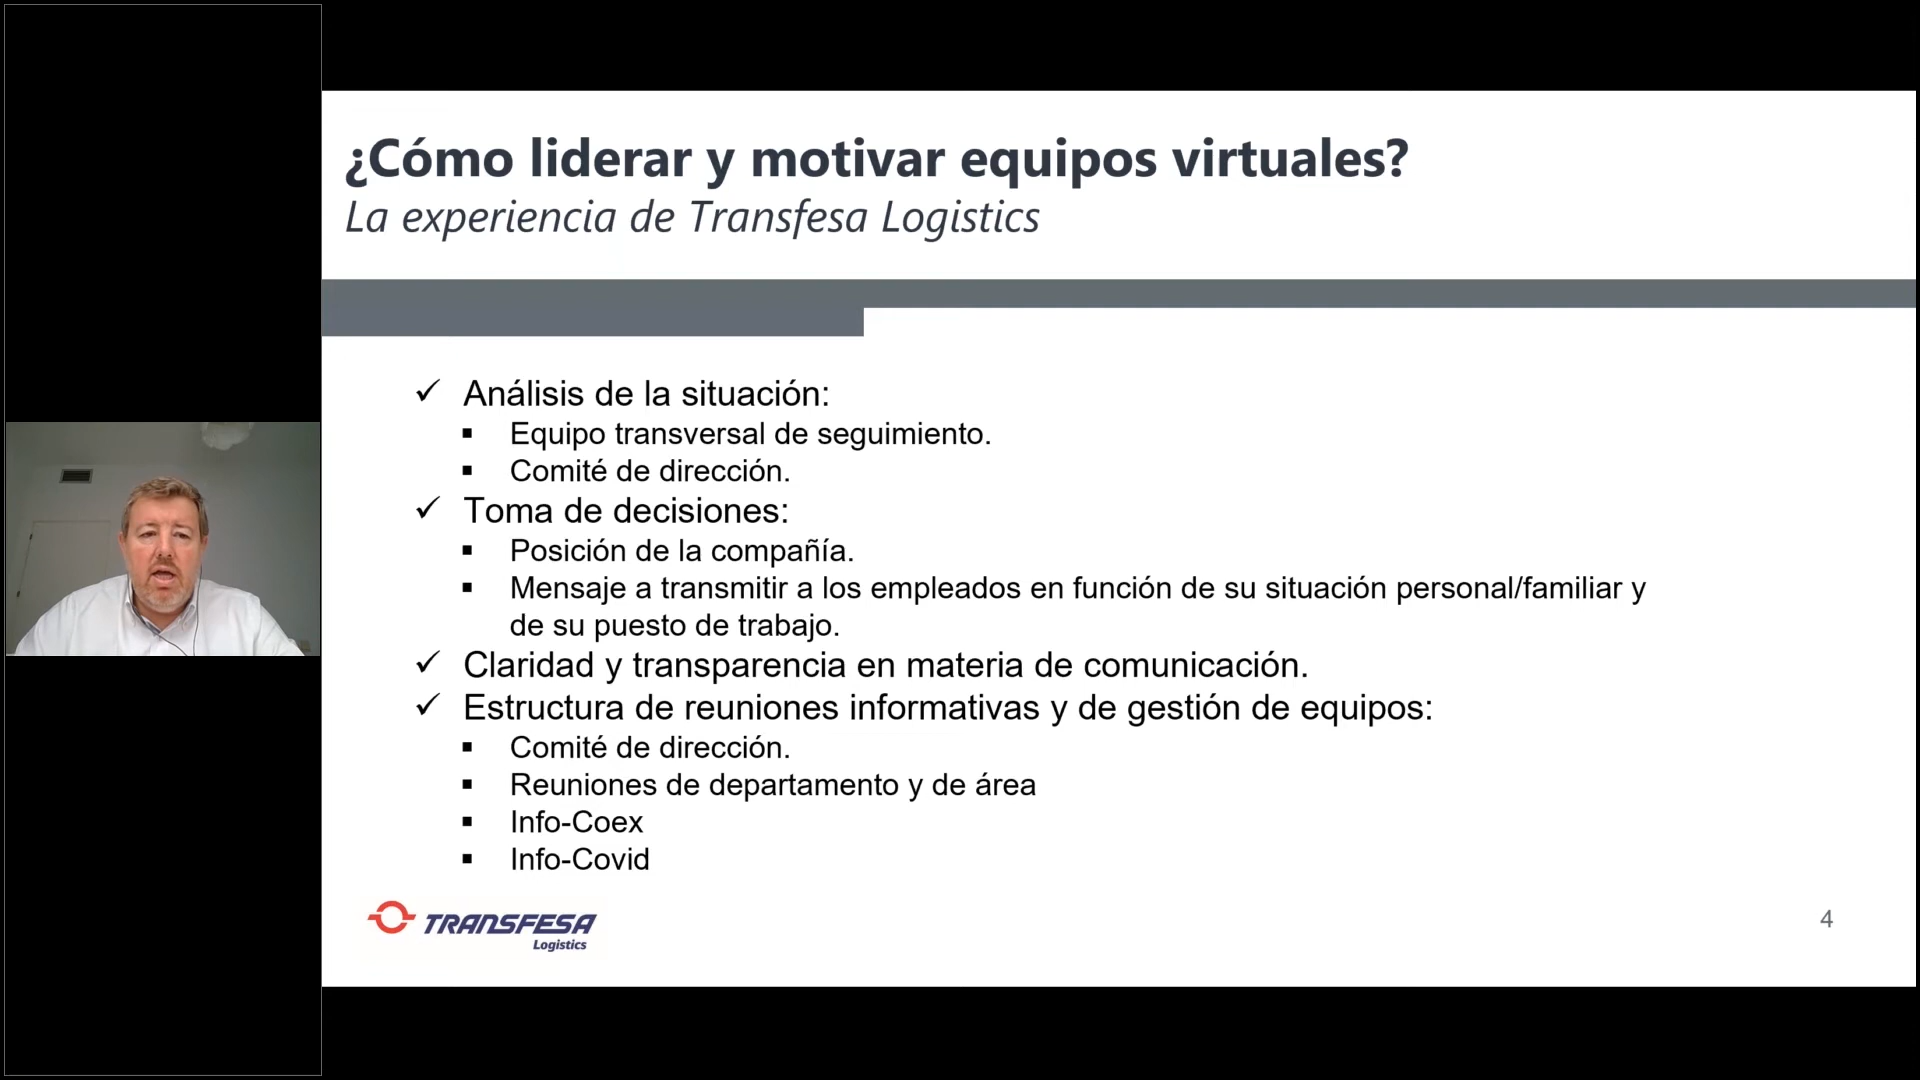 ¿Cómo liderar y motivar equipos virtuales?
La experiencia de Transfesa Logistics
✓ Análisis de la situación:
▪ Equipo transversal de seguimiento.
▪ Comité de dirección.
✓ Toma de decisiones:
▪ Posición de la compañía.
▪ Mensaje a transmitir a los empleados en función de su situación personal/familiar y
de su puesto de trabajo.
✓ Claridad y transparencia en materia de comunicación.
✓ Estructura de reuniones informativas y de gestión de equipos:
▪ Comité de dirección.
▪ Reuniones de departamento y de área
▪ Info-Coex
▪ Info-Covid
TRANSFESA
Logistics
4